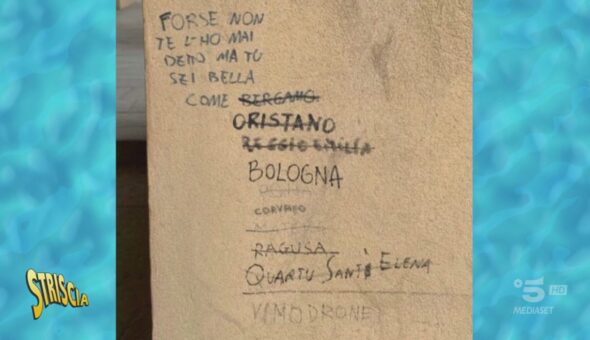 FORSE NON
TE L'HO MAI
DETTO MA TU
SEI BELLA
COME BERGAMO
ORISTANO
REGGIO EMILIA
BOLOGNA
CORVARO
RAGUSA
QUARTU SANT'ELENA
VIMODRONE
STRISCIA
5 HD
MEDIASET